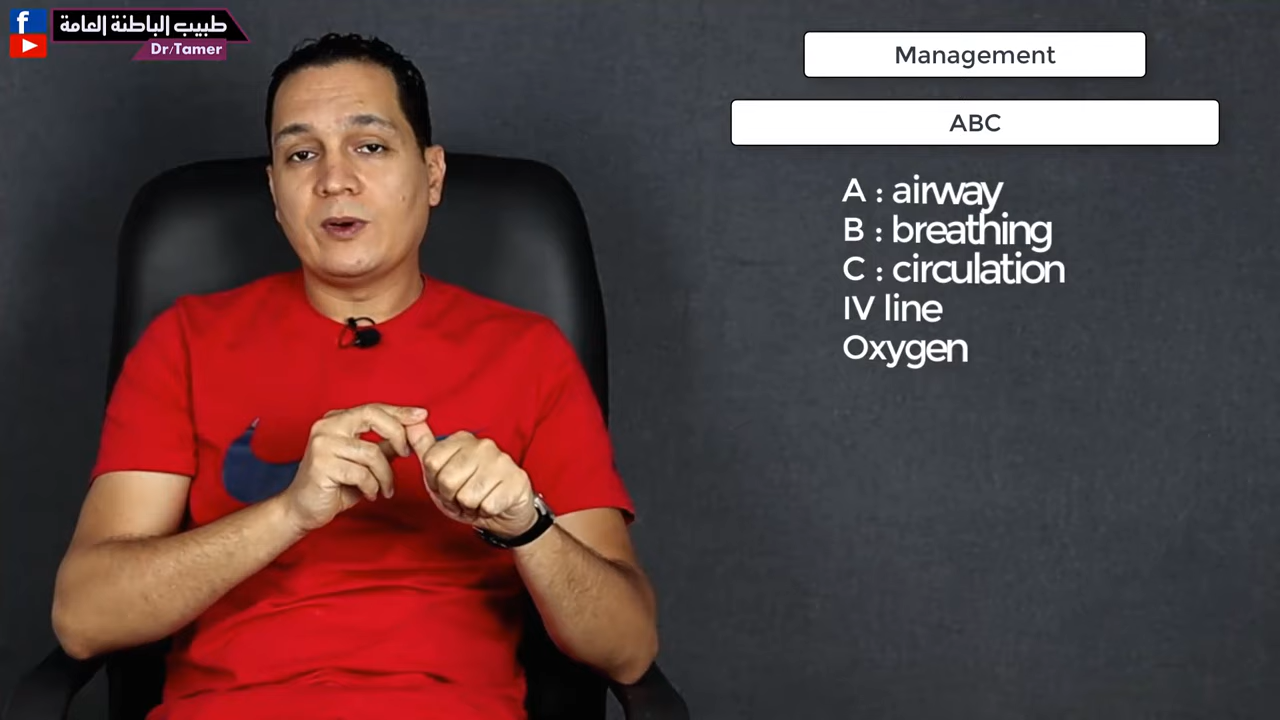 f
طبيب الباطنة العامة
Dr/Tamer
Management
ABC
A : airway
B : breathing
C : circulation
IV line
Oxygen